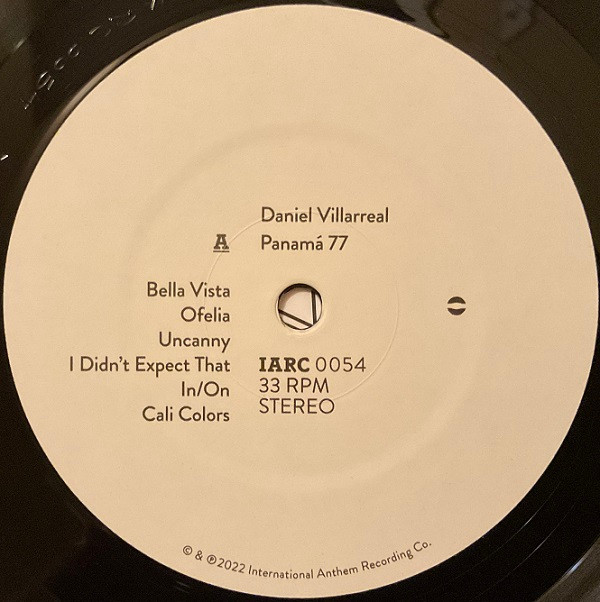 Daniel Villarreal
A
Panamá 77
Bella Vista
Ofelia
Uncanny
I Didn't Expect That
In/On
Cali Colors
IARC 0054
33 RPM
STEREO
© & ℗2022 International Anthem Recording Co.